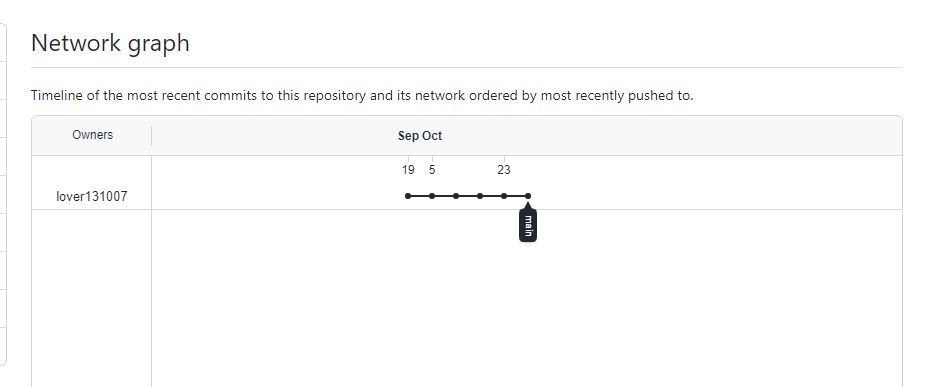 Network graph
Timeline of the most recent commits to this repository and its network ordered by most recently pushed to.
Owners Sep Oct
19 5 23
lover131007
main